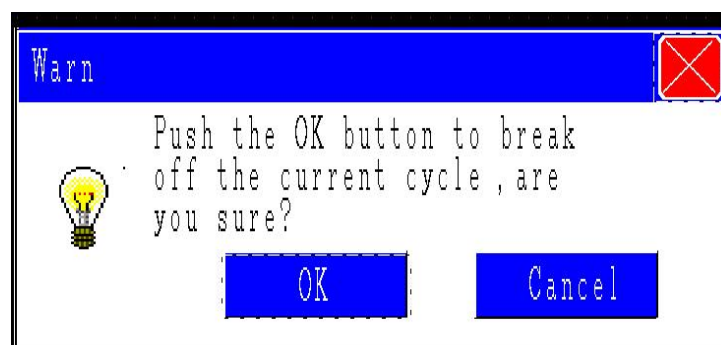 Warn
Push the OK button to break
off the current cycle ,are
you sure?
OK
Cancel